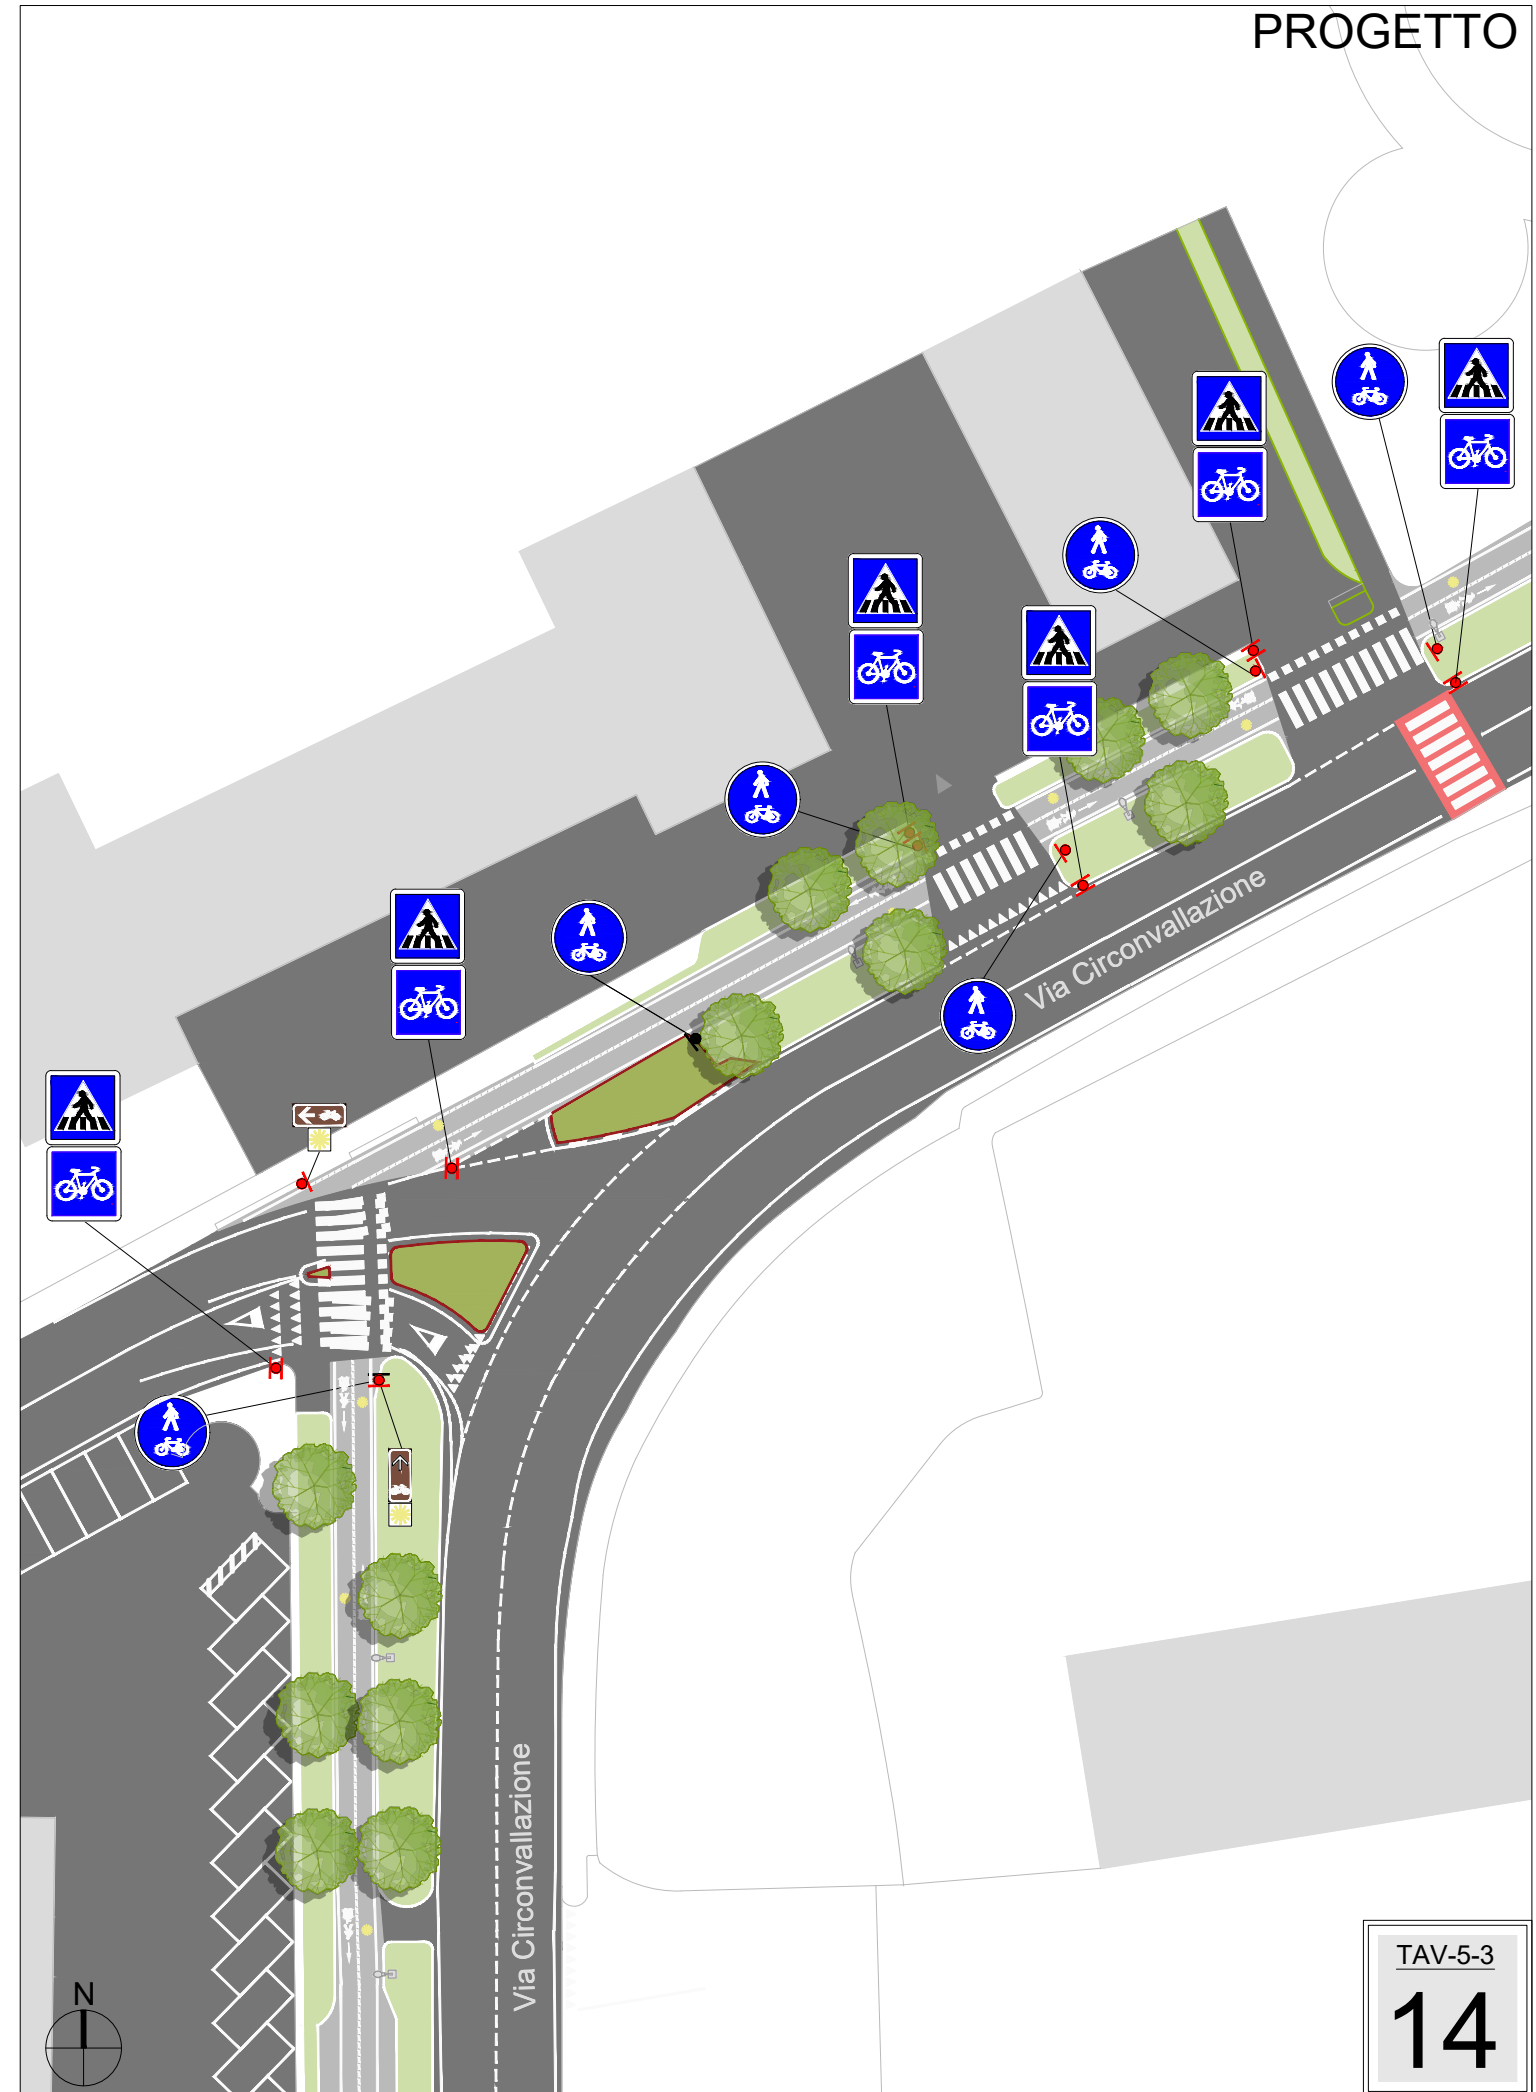 PROGETTO
Via Circonvallazione
Via Circonvallazione
N
TAV-5-3
14